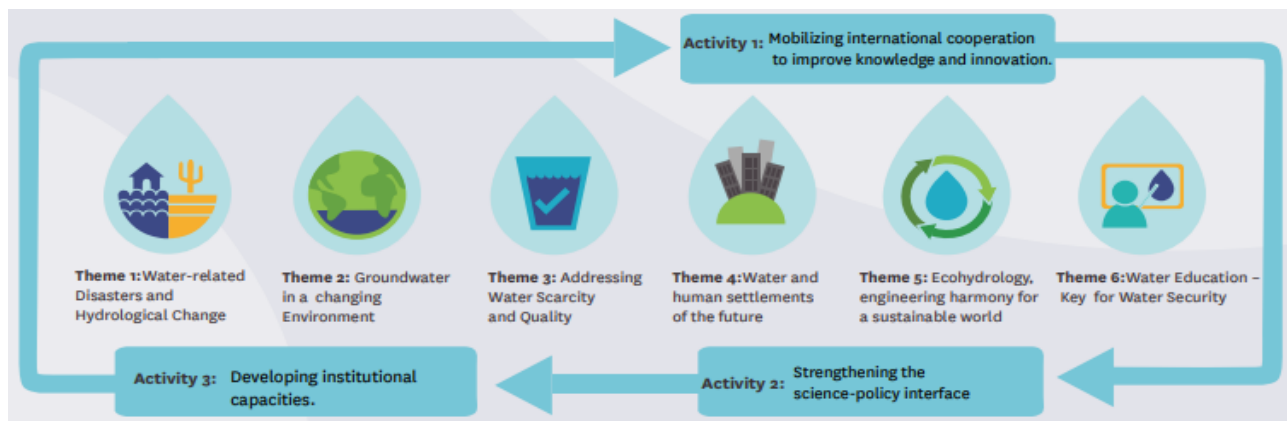 Activity 1: Mobilizing international cooperation
to improve knowledge and innovation.
Theme 1:Water-related
Disasters and
Hydrological Change
Theme 2: Groundwater
in a changing
Environment
Theme 3: Addressing
Water Scarcity
and Quality
Theme 4:Water and
human settlements
of the future
Theme 5: Ecohydrology,
engineering harmony for
a sustainable world
Theme 6:Water Education –
Key for Water Security
Activity 3: Developing institutional
capacities.
Activity 2: Strengthening the
science-policy interface